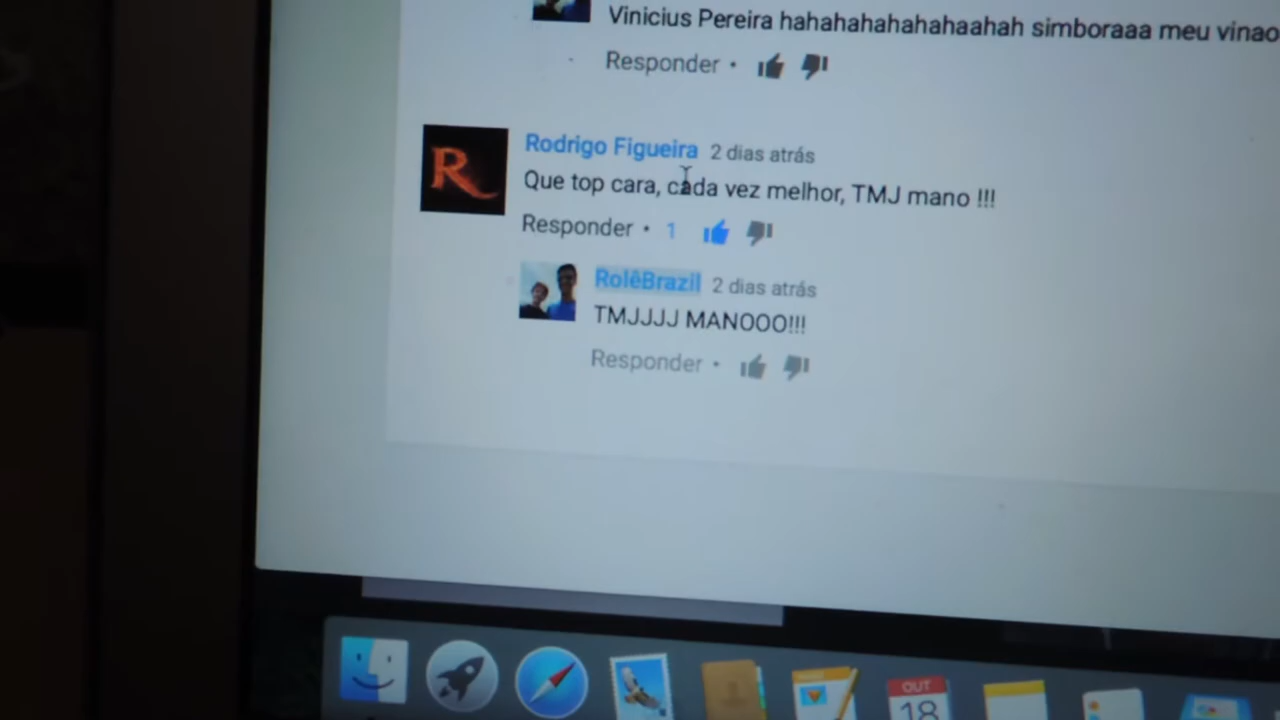 Vinicius Pereira hahahahahahahaahah simboraaa meu vinao
Responder •
R
Rodrigo Figueira 2 dias atrás
Que top cara, cada vez melhor, TMJ mano !!!
Responder • 1
RolêBrazil 2 dias atrás
TMJJJJ MANOOO!!!
Responder •
OUT
18